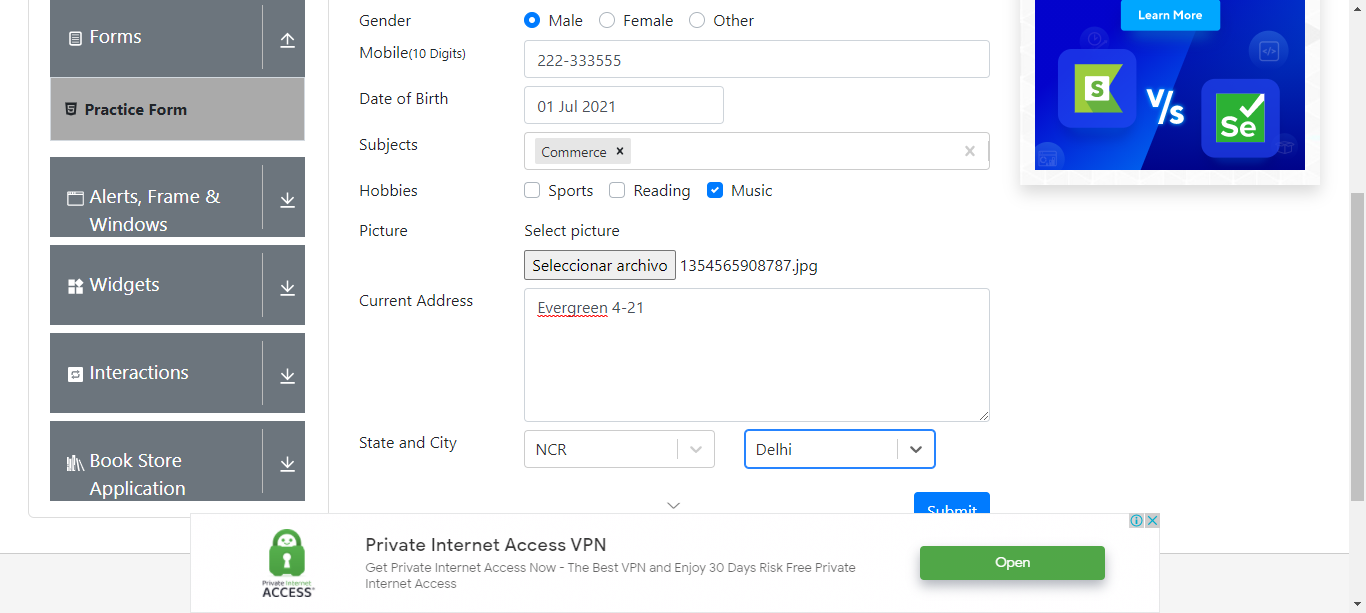 Forms
Practice Form
Alerts, Frame &
Windows
Widgets
Interactions
Book Store
Application
Gender
Male Female Other
Mobile(10 Digits)
222-333555
Date of Birth
01 Jul 2021
Subjects
Commerce ×
×
Hobbies
Sports Reading Music
Picture
Select picture
Seleccionar archivo 1354565908787.jpg
Current Address
Evergreen 4-21
State and City
NCR
Delhi
Submit
Learn More
S
V/s
Se
Private Internet
ACCESS
Private Internet Access VPN
Get Private Internet Access Now - The Best VPN and Enjoy 30 Days Risk Free Private
Internet Access
Open